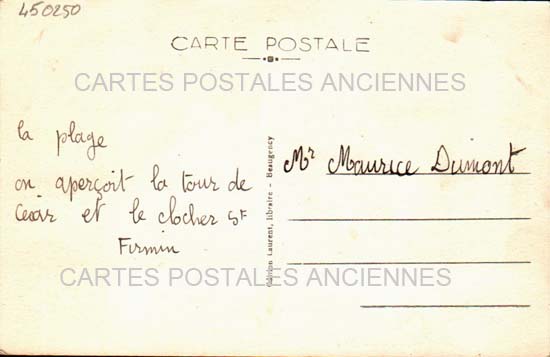 450250
CARTE POSTALE
CARTES POSTALES ANCIENNES
la plage
on aperçoit la tour de
César et le clocher St
Firmin
Edition Laurent, libraire - Beaugency
Mr Maurice Dumont
CARTES POSTALES ANCIENNES